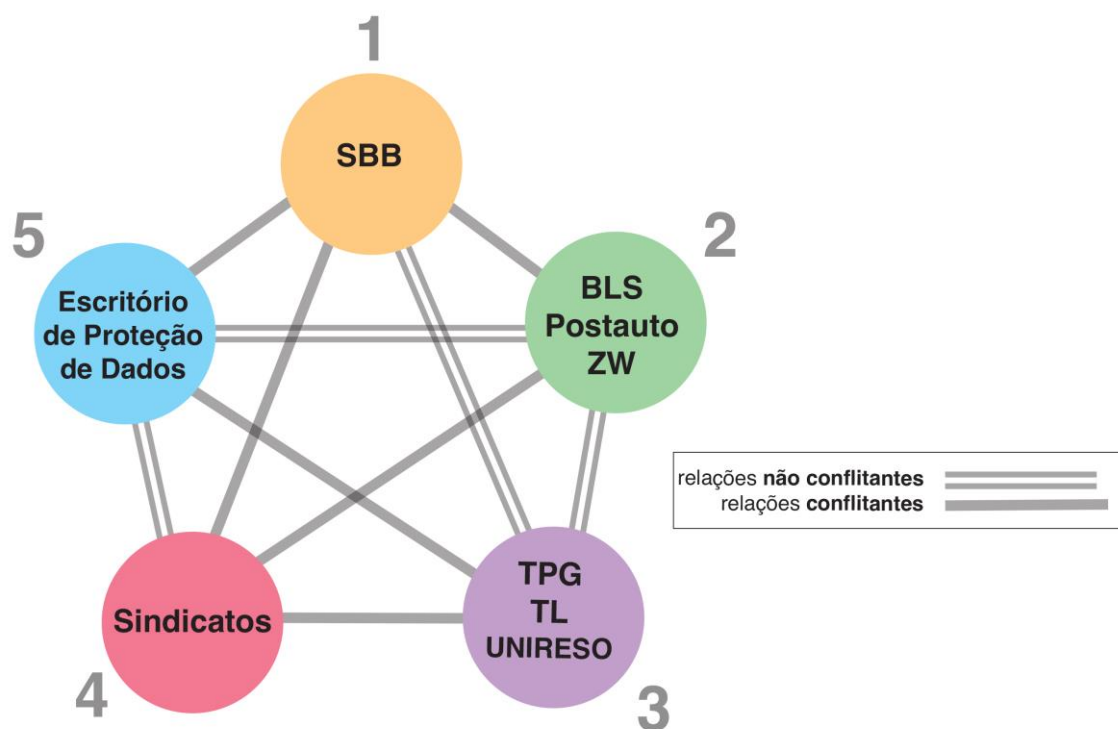 1
SBB
5
2
Escritório
de Proteção
de Dados
BLS
Postauto
ZW
relações não conflitantes
relações conflitantes
Sindicatos
TPG
TL
UNIRESO
4
3